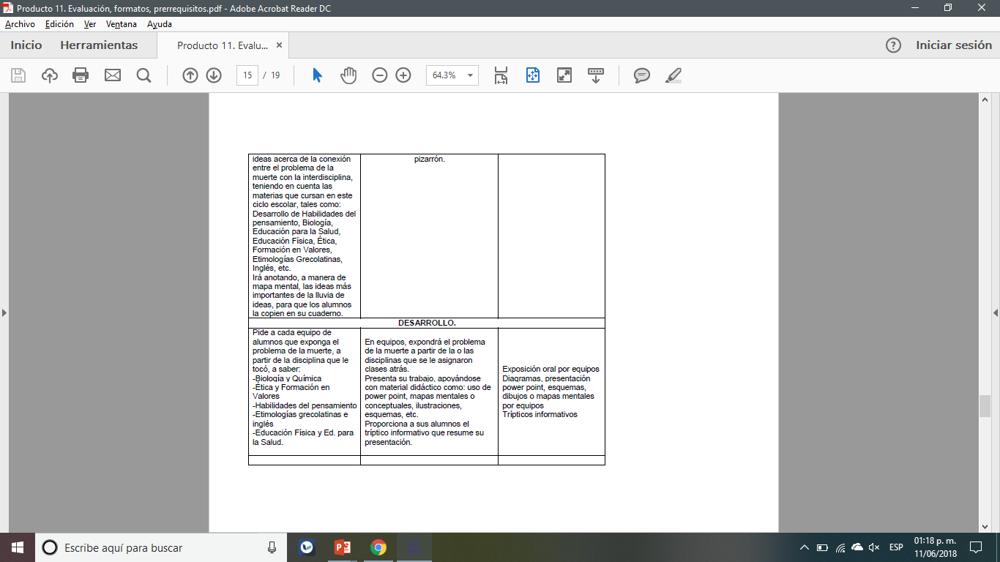 Producto 11. Evaluación, formatos, prerrequisitos.pdf - Adobe Acrobat Reader DC
Archivo Edición Ver Ventana Ayuda
Inicio Herramientas Producto 11. Evalu... × ? Iniciar sesión
15 / 19 64.3%
ideas acerca de la conexión
entre el problema de la
muerte con la interdisciplina,
teniendo en cuenta las
materias que cursan en este
ciclo escolar, tales como:
Desarrollo de Habilidades del
pensamiento, Biología,
Educación para la Salud,
Educación Física, Ética,
Formación en Valores,
Etimologías Grecolatinas,
Inglés, etc.
Irá anotando, a manera de
mapa mental, las ideas más
importantes de la lluvia de
ideas, para que los alumnos
la copien en su cuaderno.
pizarrón.
DESARROLLO.
Pide a cada equipo de
alumnos que exponga el
problema de la muerte, a
partir de la disciplina que le
tocó, a saber:
-Biología y Química
-Ética y Formación en
Valores
-Habilidades del pensamiento
-Etimologías grecolatinas e
inglés
-Educación Física y Ed. para
la Salud.
En equipos, expondrá el problema
de la muerte a partir de la o las
disciplinas que se le asignaron
clases atrás.
Presenta su trabajo, apoyándose
con material didáctico como: uso de
power point, mapas mentales o
conceptuales, ilustraciones,
esquemas, etc.
Proporciona a sus alumnos el
tríptico informativo que resume su
presentación.
Exposición oral por equipos
Diagramas, presentación
power point, esquemas,
dibujos o mapas mentales
por equipos
Trípticos informativos
Escribe aquí para buscar
ESP
01:18 p. m.
11/06/2018